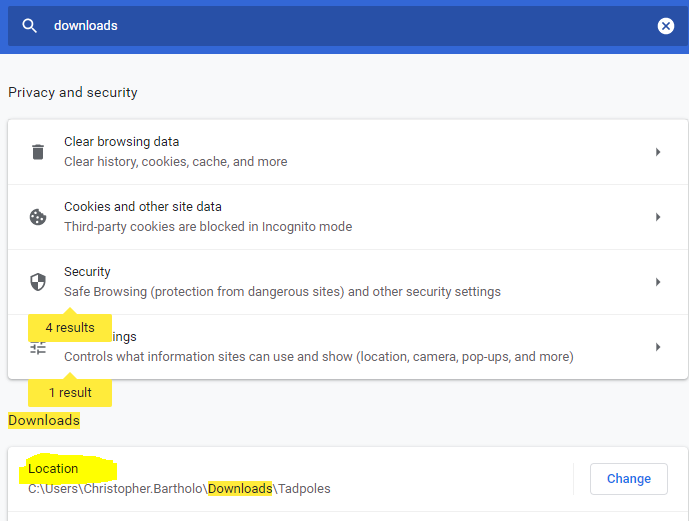 downloads
Privacy and security
Clear browsing data
Clear history, cookies, cache, and more
Cookies and other site data
Third-party cookies are blocked in Incognito mode
Security
Safe Browsing (protection from dangerous sites) and other security settings
4 results
ings
Controls what information sites can use and show (location, camera, pop-ups, and more)
1 result
Downloads
Location
C:\Users\Christopher.Bartholo\Downloads\Tadpoles
Change